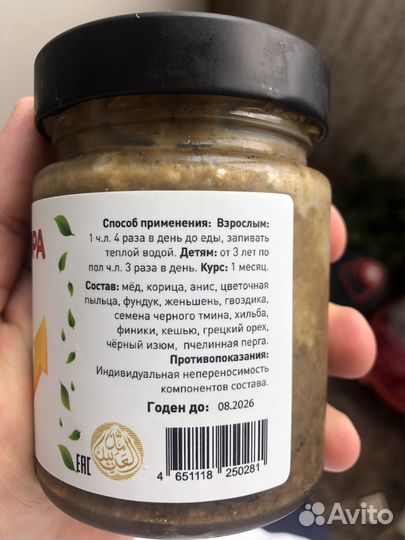 РА
Способ применения: Взрослым:
1 ч.л. 4 раза в день до еды, запивать
теплой водой. Детям: от 3 лет по
пол ч.л. 3 раза в день. Курс: 1 месяц.
Состав: мёд, корица, анис, цветочная
пыльца, фундук, женьшень, гвоздика,
семена черного тмина, хильба,
финики, кешью, грецкий орех,
чёрный изюм, пчелинная перга.
Противопоказания:
Индивидуальная непереносимость
компонентов состава.
Годен до: 08.2026
EAC
4 651118 250281
Avito